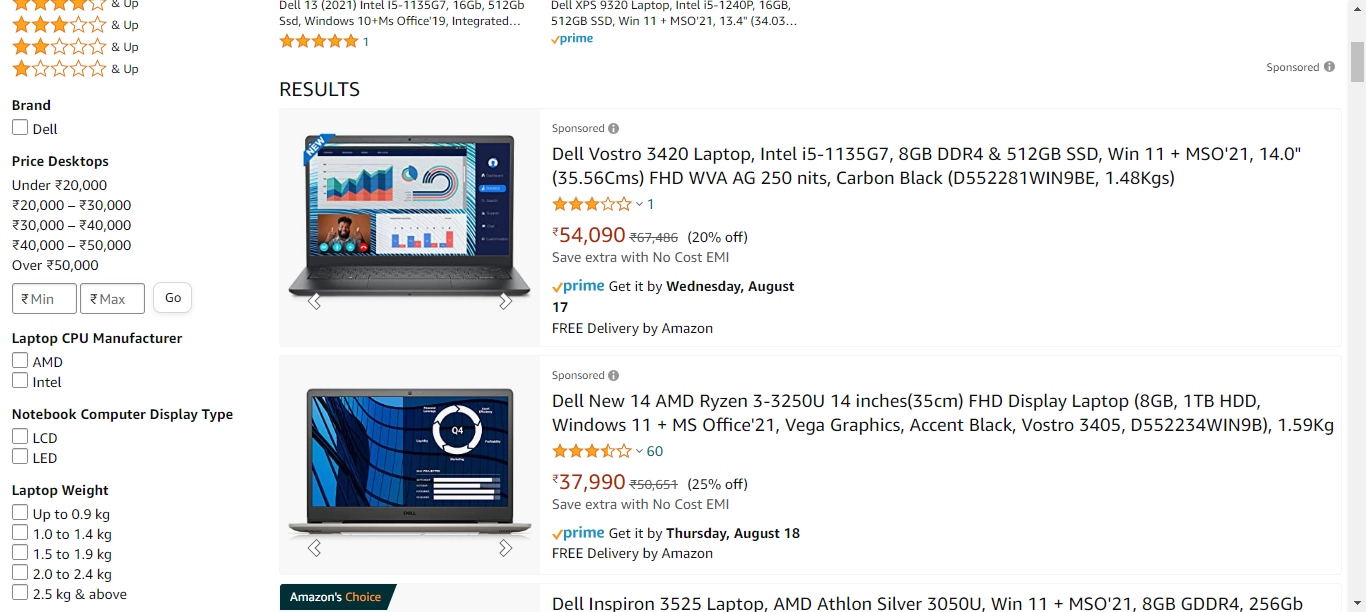 & Up
& Up
& Up
& Up
Brand
Dell
Price Desktops
Under ₹20,000
₹20,000 – ₹30,000
₹30,000 – ₹40,000
₹40,000 – ₹50,000
Over ₹50,000
₹ Min ₹ Max Go
Laptop CPU Manufacturer
AMD
Intel
Notebook Computer Display Type
LCD
LED
Laptop Weight
Up to 0.9 kg
1.0 to 1.4 kg
1.5 to 1.9 kg
2.0 to 2.4 kg
2.5 kg & above
Dell 13 (2021) Intel I5-1135G7, 16Gb, 512Gb
Ssd, Windows 10+Ms Office'19, Integrated...
1
Dell XPS 9320 Laptop, Intel i5-1240P, 16GB,
512GB SSD, Win 11 + MSO'21, 13.4" (34.03...
prime
Sponsored
RESULTS
NEW
Sponsored
Dell Vostro 3420 Laptop, Intel i5-1135G7, 8GB DDR4 & 512GB SSD, Win 11 + MSO'21, 14.0"
(35.56Cms) FHD WVA AG 250 nits, Carbon Black (D552281WIN9BE, 1.48Kgs)
1
₹54,090 ₹67,486 (20% off)
Save extra with No Cost EMI
prime Get it by Wednesday, August
17
FREE Delivery by Amazon
Q4
DELL
Sponsored
Dell New 14 AMD Ryzen 3-3250U 14 inches(35cm) FHD Display Laptop (8GB, 1TB HDD,
Windows 11 + MS Office'21, Vega Graphics, Accent Black, Vostro 3405, D552234WIN9B), 1.59Kg
60
₹37,990 ₹50,651 (25% off)
Save extra with No Cost EMI
prime Get it by Thursday, August 18
FREE Delivery by Amazon
Amazon's Choice
Dell Inspiron 3525 Laptop, AMD Athlon Silver 3050U, Win 11 + MSO'21, 8GB GDDR4, 256Gb